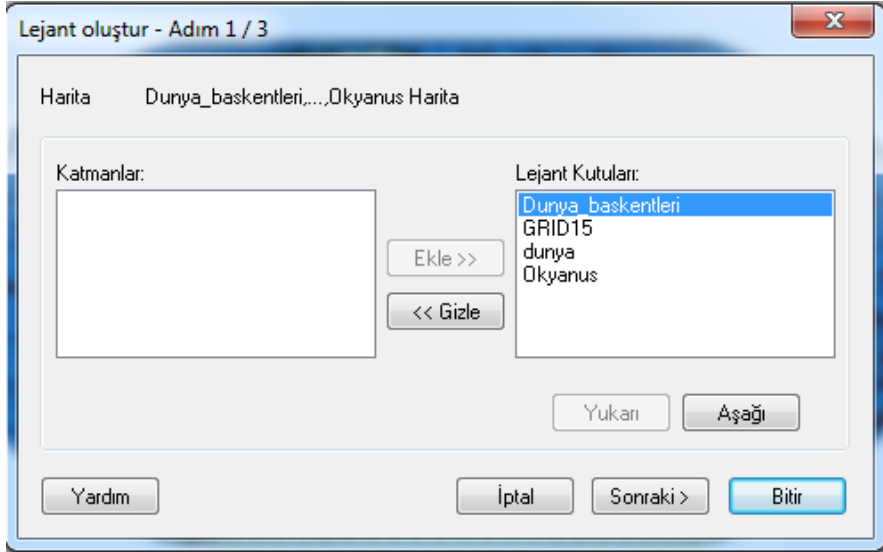 Lejant oluştur - Adım 1 / 3
Harita Dunya_baskentleri,...,Okyanus Harita
Katmanlar:
Lejant Kutuları:
Dunya_baskentleri
GRID15
dunya
Okyanus
Ekle >>
<< Gizle
Yukarı
Aşağı
Yardım
İptal
Sonraki >
Bitir